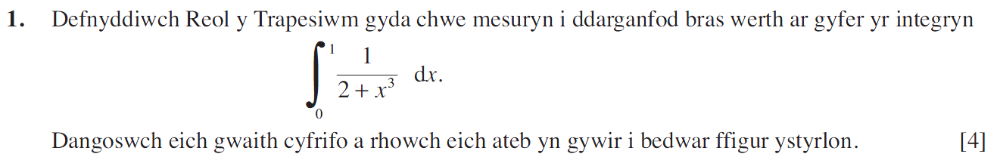 1. Defnyddiwch Reol y Trapesiwm gyda chwe mesuryn i ddarganfod bras werth ar gyfer yr integryn
∫₀¹ 1/(2 + x³) dx.
Dangoswch eich gwaith cyfrifo a rhowch eich ateb yn gywir i bedwar ffigur ystyrlon. [4]